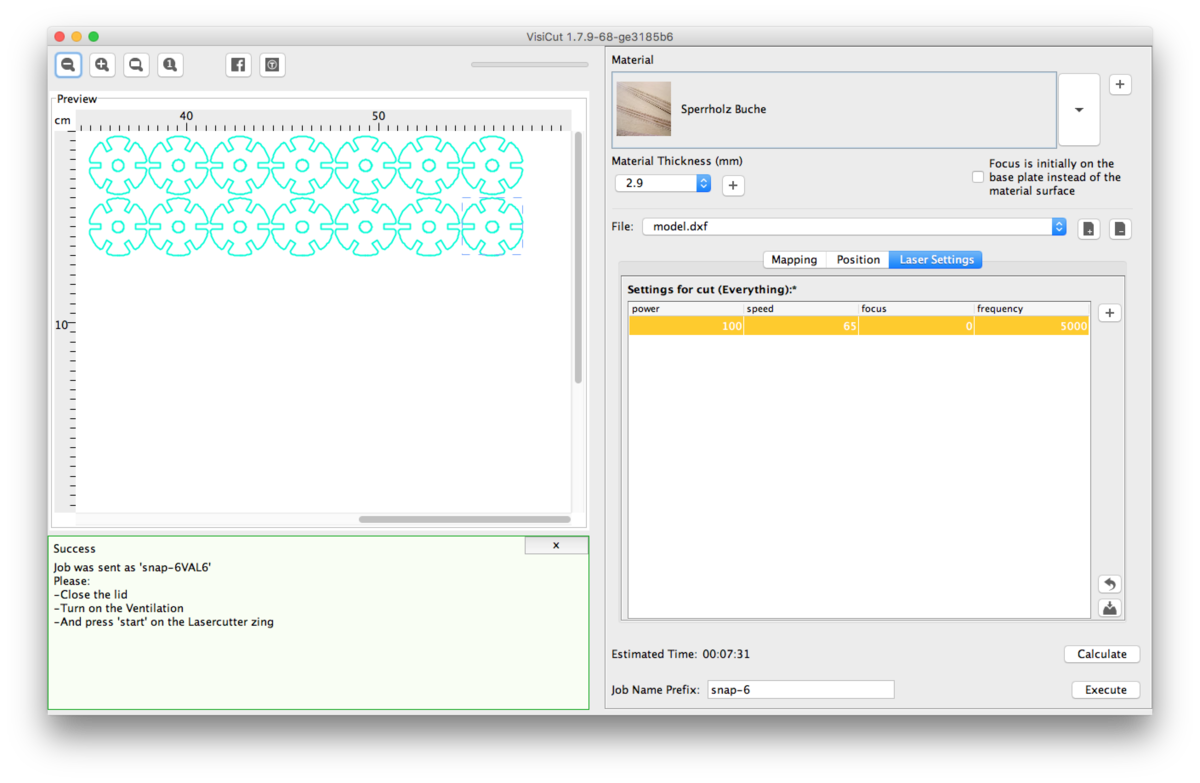 VisiCut 1.7.9-68-ge3185b6
Preview
cm
40
50
10
Success
x
Job was sent as 'snap-6VAL6'
Please:
-Close the lid
-Turn on the Ventilation
-And press 'start' on the Lasercutter zing
Material
Sperrholz Buche
+
Material Thickness (mm)
2.9
+
Focus is initially on the
base plate instead of the
material surface
File:
model.dxf
Mapping
Position
Laser Settings
Settings for cut (Everything):*
power
speed
focus
frequency
100
65
0
5000
+
Estimated Time: 00:07:31
Calculate
Job Name Prefix:
snap-6
Execute